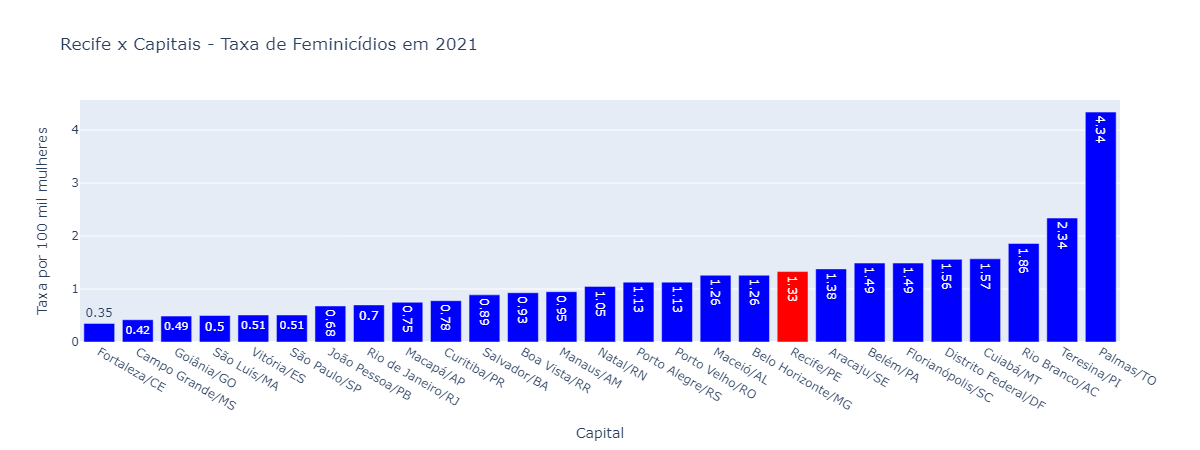 Recife x Capitais - Taxa de Feminicídios em 2021
Taxa por 100 mil mulheres
4
3
2
1
0
0.35
0.42
0.49
0.5
0.51
0.51
0.68
0.7
0.75
0.78
0.89
0.93
0.95
1.05
1.13
1.13
1.26
1.26
1.33
1.38
1.49
1.49
1.56
1.57
1.86
2.34
4.34
Fortaleza/CE
Campo Grande/MS
Goiânia/GO
São Luís/MA
Vitória/ES
São Paulo/SP
João Pessoa/PB
Rio de Janeiro/RJ
Macapá/AP
Curitiba/PR
Salvador/BA
Boa Vista/RR
Manaus/AM
Natal/RN
Porto Alegre/RS
Porto Velho/RO
Maceió/AL
Belo Horizonte/MG
Recife/PE
Aracaju/SE
Belém/PA
Florianópolis/SC
Distrito Federal/DF
Cuiabá/MT
Rio Branco/AC
Teresina/PI
Palmas/TO
Capital